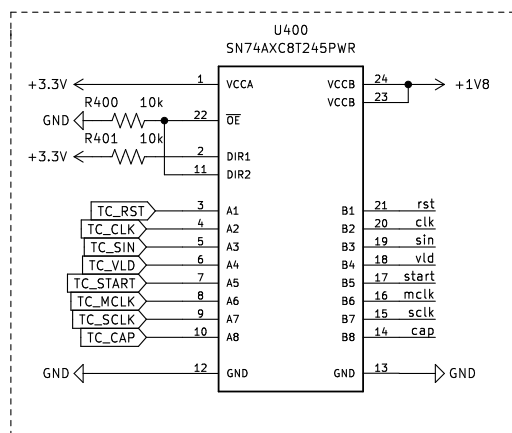 U400
SN74AXC8T245PWR
+3.3V 1 VCCA VCCB 24 +1V8
VCCB 23
R400 10k
GND 22 OE
R401 10k
+3.3V 2 DIR1
11 DIR2
TC_RST 3 A1 B1 21 rst
TC_CLK 4 A2 B2 20 clk
TC_SIN 5 A3 B3 19 sin
TC_VLD 6 A4 B4 18 vld
TC_START 7 A5 B5 17 start
TC_MCLK 8 A6 B6 16 mclk
TC_SCLK 9 A7 B7 15 sclk
TC_CAP 10 A8 B8 14 cap
GND 12 GND GND 13 GND